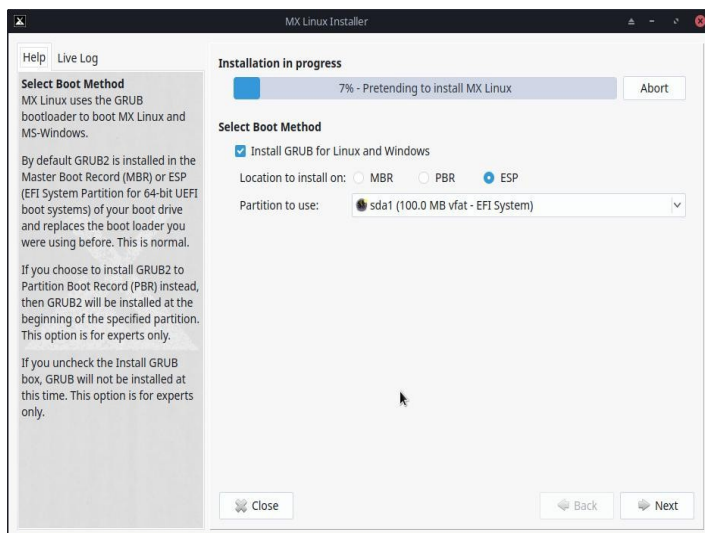 MX Linux Installer
Help Live Log
Select Boot Method
MX Linux uses the GRUB
bootloader to boot MX Linux and
MS-Windows.
By default GRUB2 is installed in the
Master Boot Record (MBR) or ESP
(EFI System Partition for 64-bit UEFI
boot systems) of your boot drive
and replaces the boot loader you
were using before. This is normal.
If you choose to install GRUB2 to
Partition Boot Record (PBR) instead,
then GRUB2 will be installed at the
beginning of the specified partition.
This option is for experts only.
If you uncheck the Install GRUB
box, GRUB will not be installed at
this time. This option is for experts
only.
Installation in progress
7% - Pretending to install MX Linux Abort
Select Boot Method
Install GRUB for Linux and Windows
Location to install on: MBR PBR ESP
Partition to use: sda1 (100.0 MB vfat - EFI System)
Close Back Next